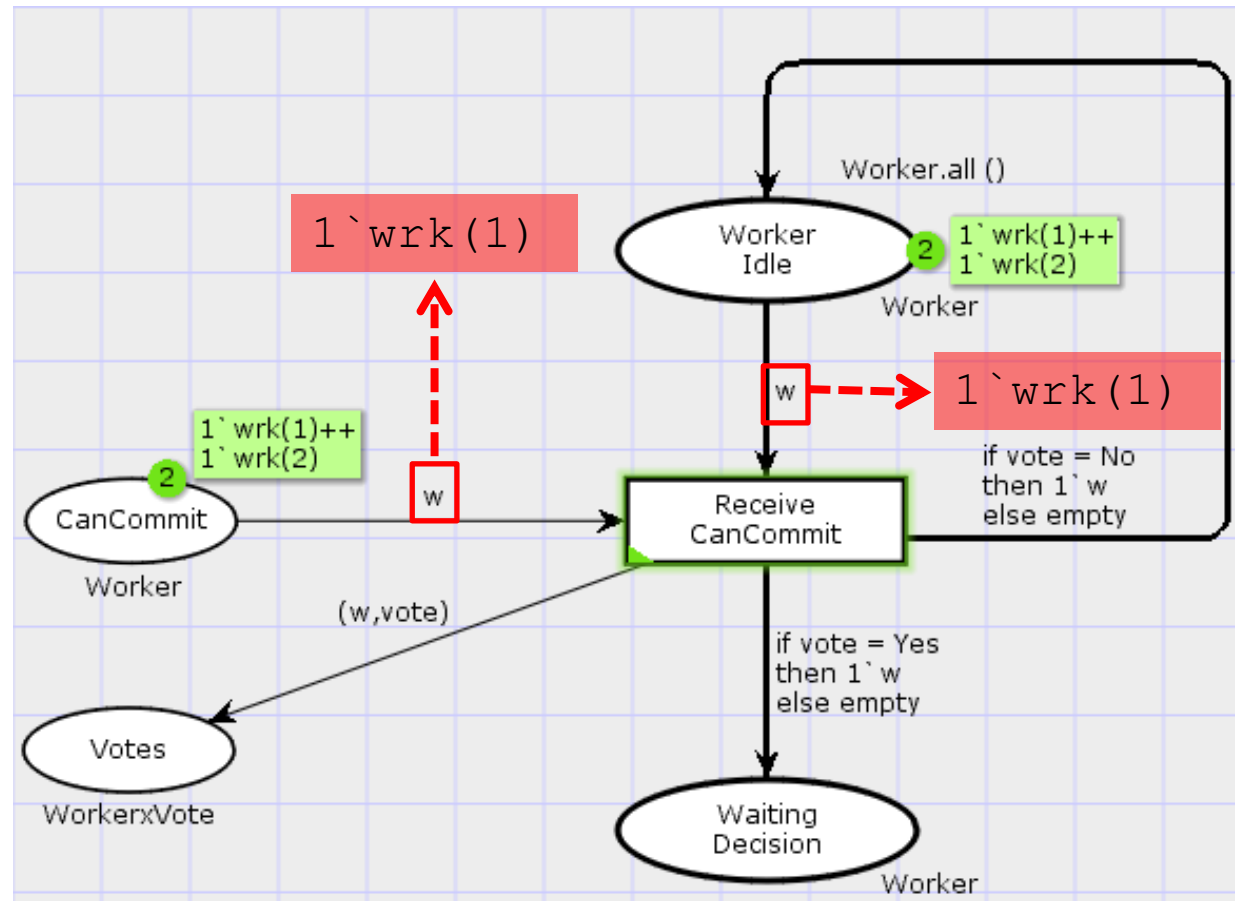 Worker.all ()
1`wrk(1)
Worker
Idle
2
1`wrk(1)++
1`wrk(2)
Worker
w
1`wrk(1)
1`wrk(1)++
1`wrk(2)
2
w
CanCommit
Worker
Receive
CanCommit
if vote = No
then 1`w
else empty
(w,vote)
if vote = Yes
then 1`w
else empty
Votes
WorkerxVote
Waiting
Decision
Worker